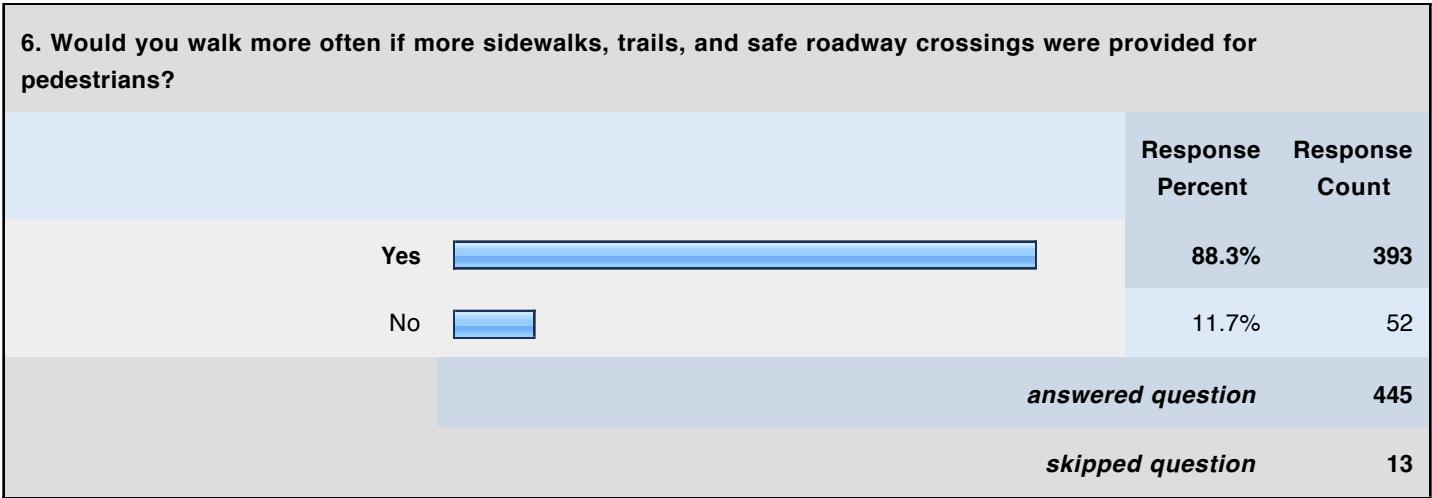 6. Would you walk more often if more sidewalks, trails, and safe roadway crossings were provided for
pedestrians?
Response Percent Response Count
Yes 88.3% 393
No 11.7% 52
answered question 445
skipped question 13